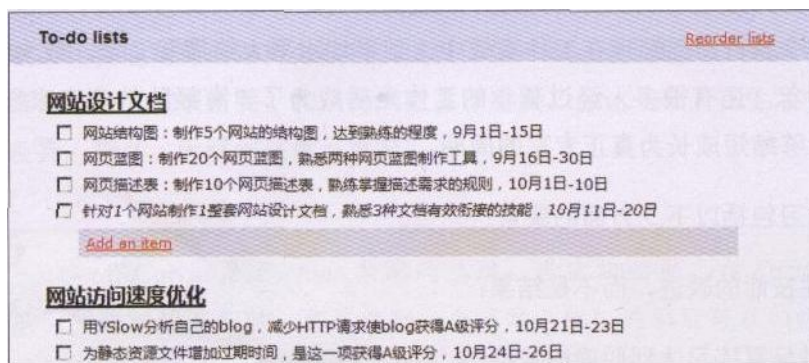 To-do lists
Reorder lists
网站设计文档
网站结构图：制作5个网站的结构图，达到熟练的程度，9月1日-15日
网页蓝图：制作20个网页蓝图，熟悉两种网页蓝图制作工具，9月16日-30日
网页描述表：制作10个网页描述表，熟练掌握描述需求的规则，10月1日-10日
针对1个网站制作1整套网站设计文档，熟悉3种文档有效衔接的技能，10月11日-20日
Add an item
网站访问速度优化
用YSlow分析自己的blog，减少HTTP请求使blog获得A级评分，10月21日-23日
为静态资源文件增加过期时间，是这一项获得A级评分，10月24日-26日